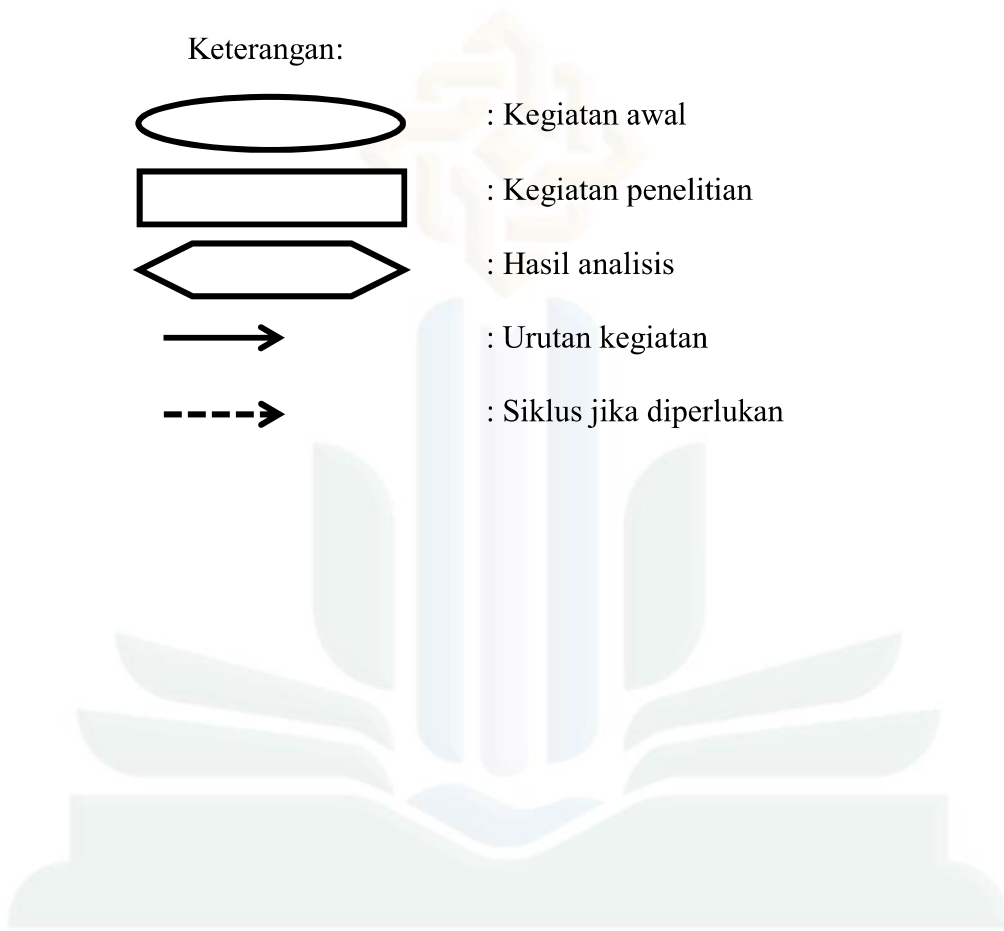 Keterangan:
: Kegiatan awal
: Kegiatan penelitian
: Hasil analisis
: Urutan kegiatan
: Siklus jika diperlukan